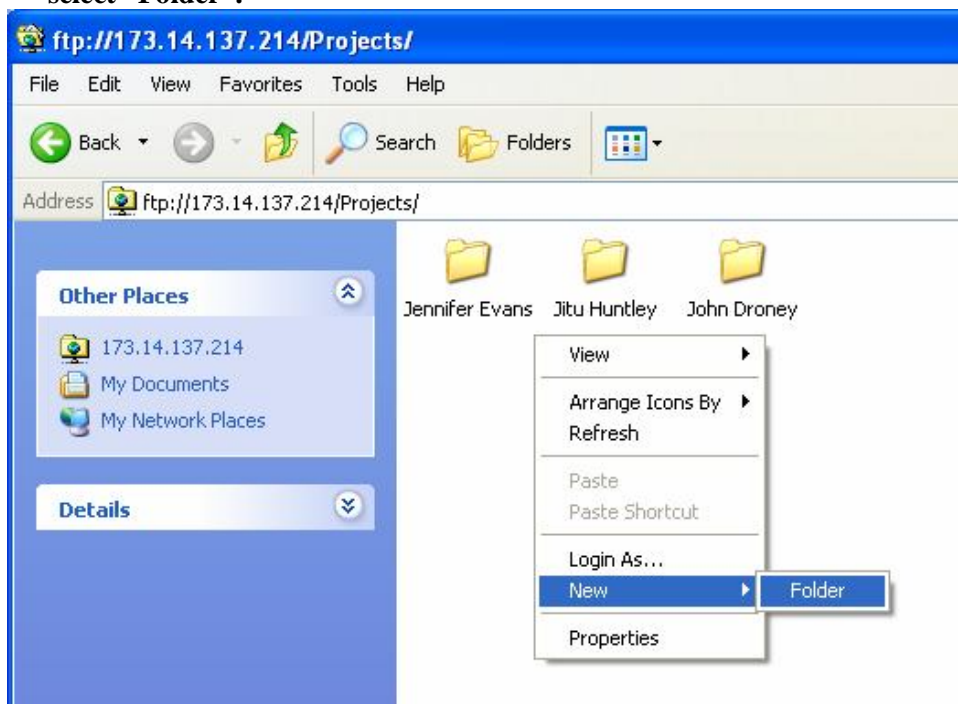 select "Folder".
ftp://173.14.137.214/Projects/
File Edit View Favorites Tools Help
Back Search Folders
Address ftp://173.14.137.214/Projects/
Other Places
173.14.137.214
My Documents
My Network Places
Details
Jennifer Evans Jitu Huntley John Droney
View
Arrange Icons By
Refresh
Paste
Paste Shortcut
Login As...
New Folder
Properties